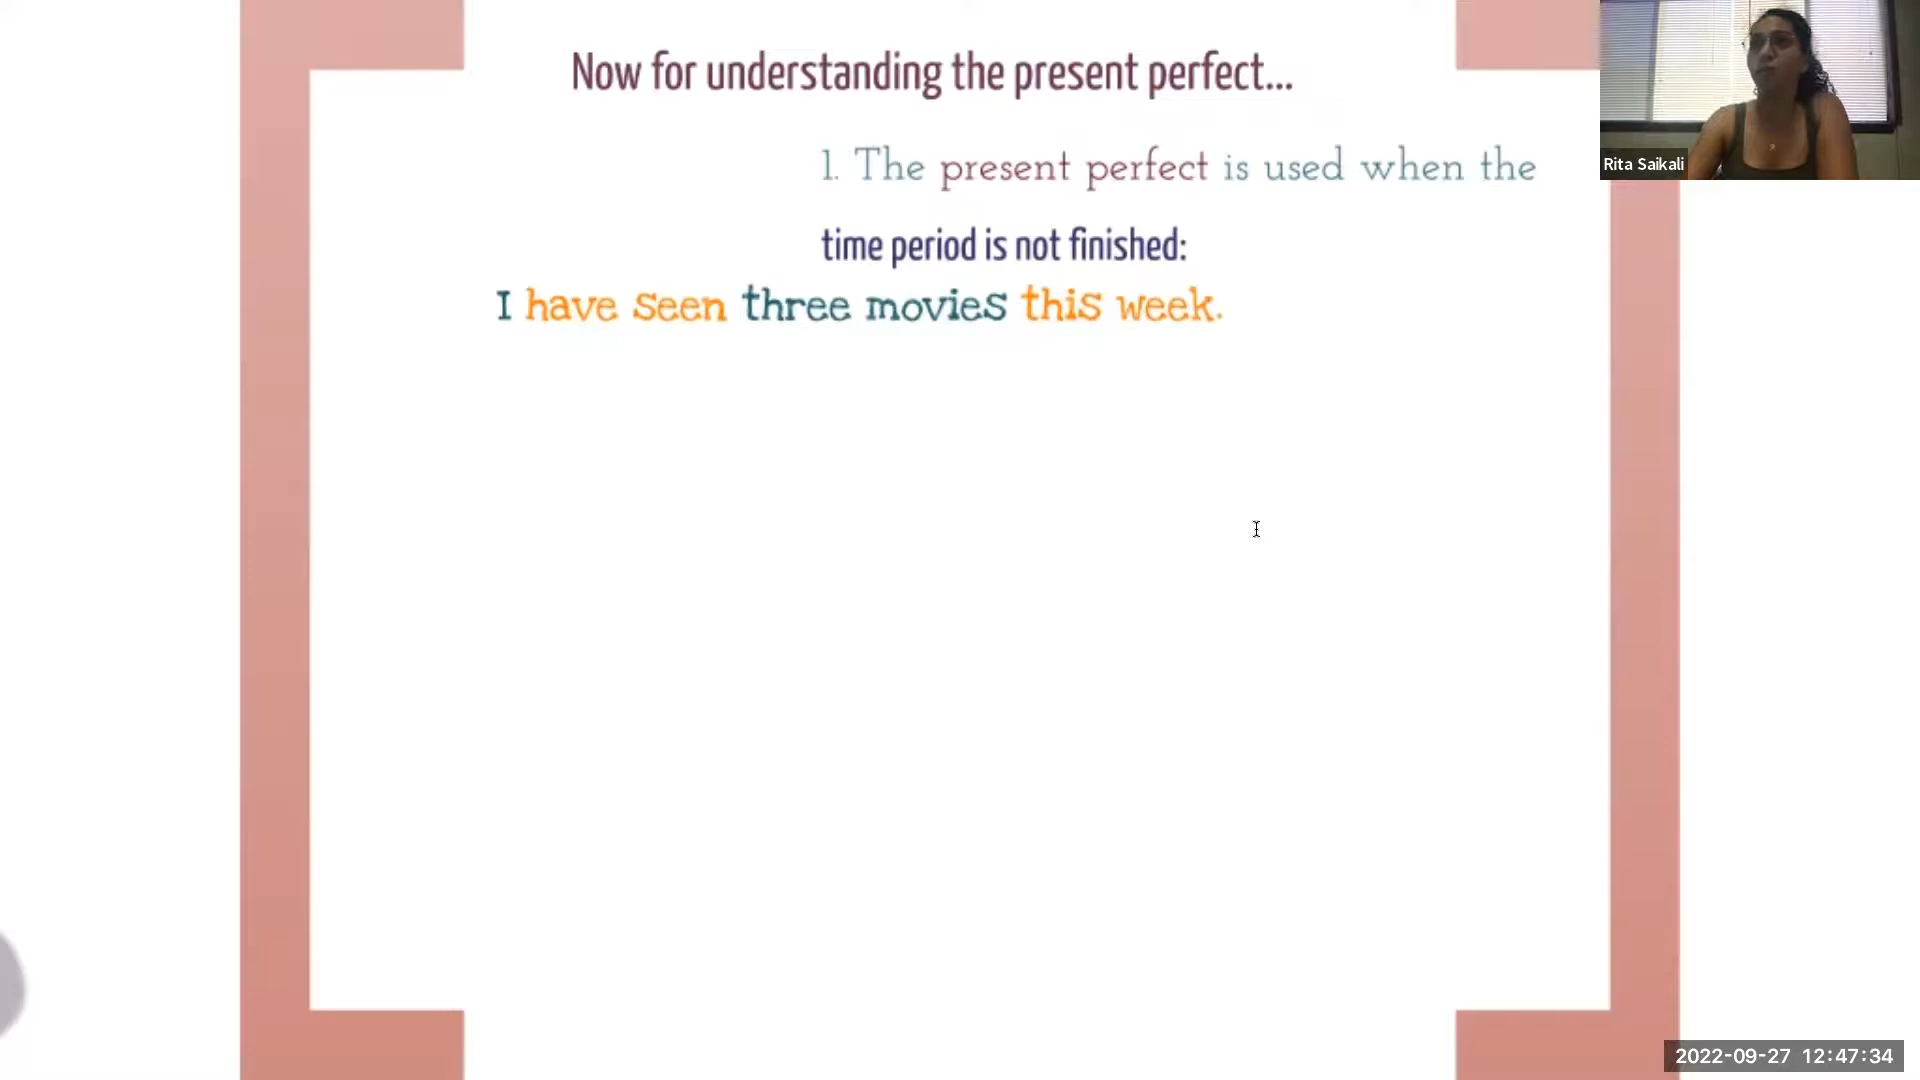 Now for understanding the present perfect...
1. The present perfect is used when the
time period is not finished:
I have seen three movies this week.
Rita Saikali
2022-09-27 12:47:34